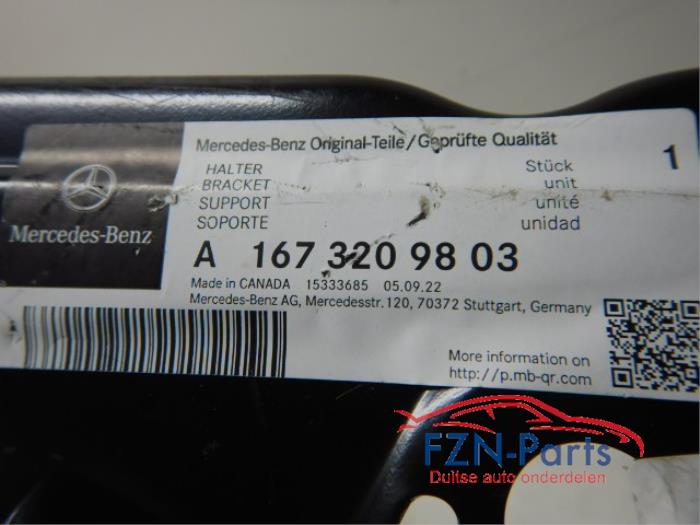 Mercedes-Benz Original-Teile/Geprüfte Qualität
HALTER Stück 1
BRACKET unit
SUPPORT unité
SOPORTE unidad
Mercedes-Benz
A 167 320 98 03
Made in CANADA 15333685 05.09.22
Mercedes-Benz AG, Mercedesstr.120, 70372 Stuttgart, Germany
More information on
http://p.mb-qr.com
FZN-Parts
Duitse auto onderdelen